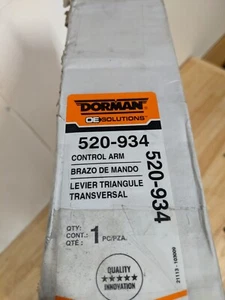 DORMAN®
OE SOLUTIONS™
520-934
CONTROL ARM
BRAZO DE MANDO
LEVIER TRIANGULE
TRANSVERSAL
QTY:
CONT.: 1 PC/PZA.
QTÉ :
QUALITY
★★★★★
INNOVATION
520-934